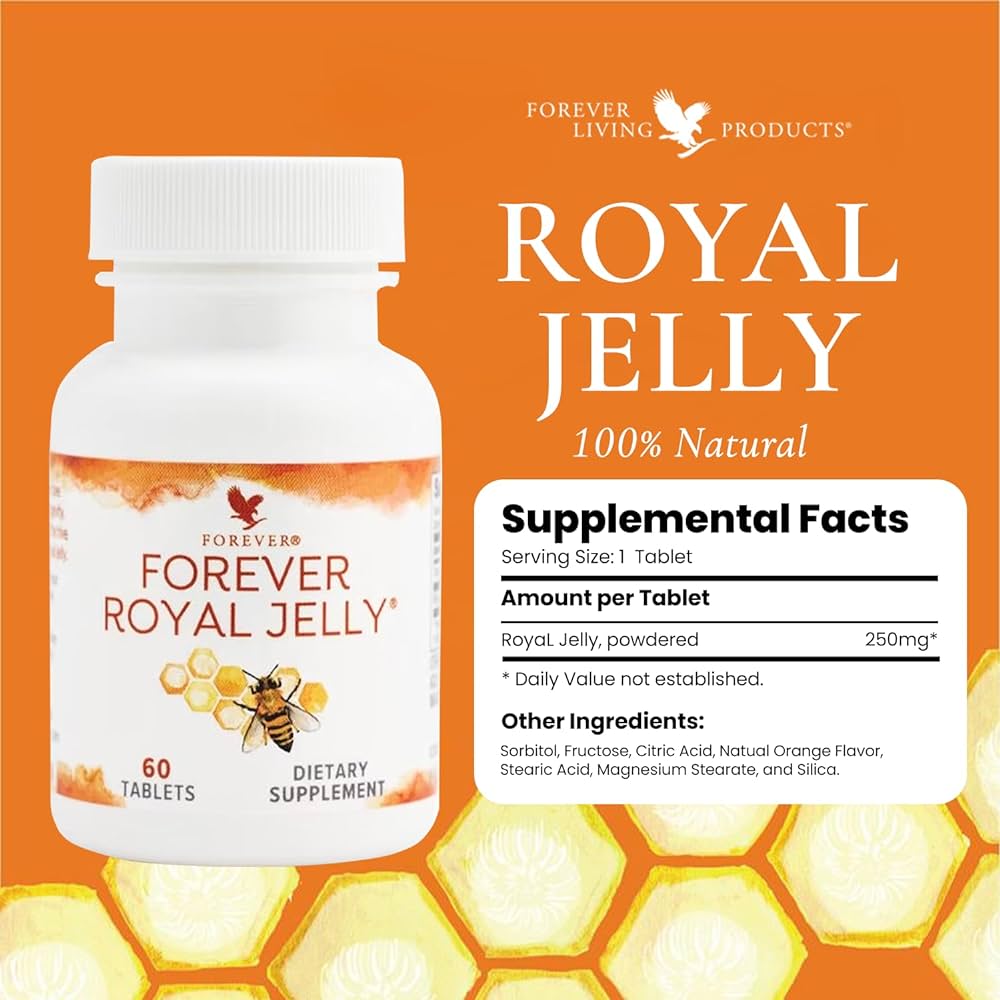 FOREVER
LIVING PRODUCTS®
ROYAL
JELLY
100% Natural
FOREVER®
FOREVER
ROYAL JELLY®
60
TABLETS
DIETARY
SUPPLEMENT
Supplemental Facts
Serving Size: 1 Tablet
Amount per Tablet
RoyaL Jelly, powdered 250mg*
* Daily Value not established.
Other Ingredients:
Sorbitol, Fructose, Citric Acid, Natual Orange Flavor,
Stearic Acid, Magnesium Stearate, and Silica.